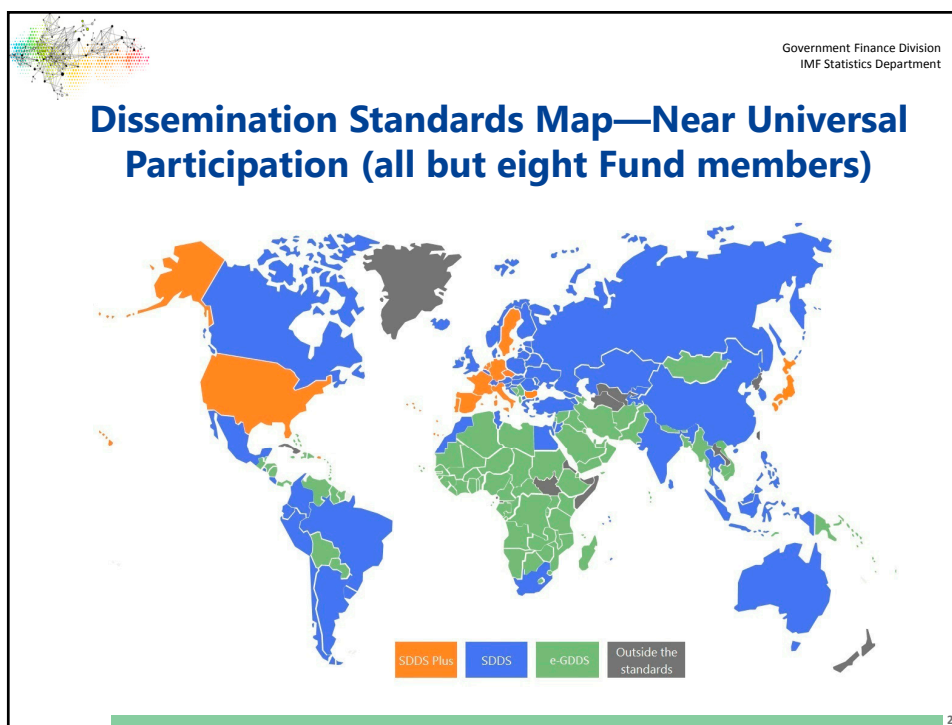 Government Finance Division
IMF Statistics Department
Dissemination Standards Map—Near Universal
Participation (all but eight Fund members)
SDDS Plus
SDDS
e-GDDS
Outside the
standards